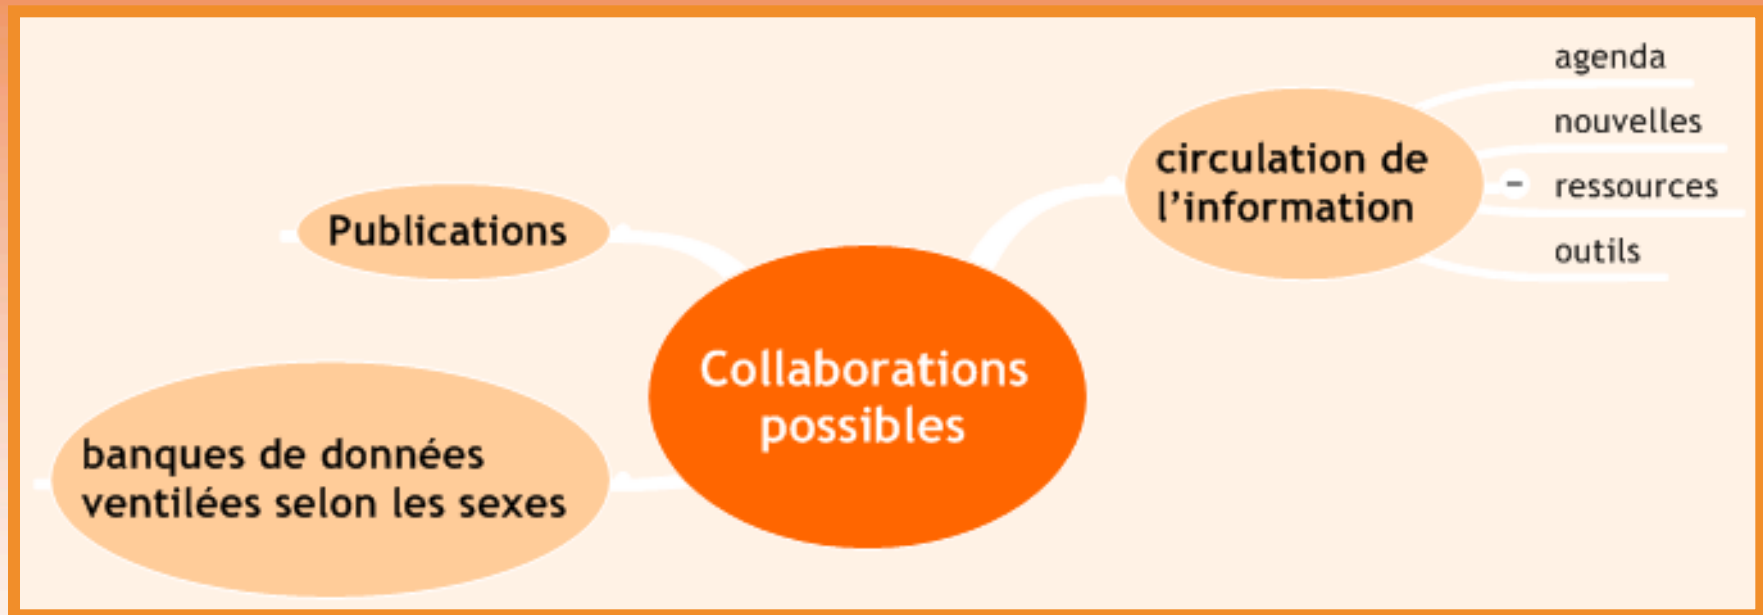 Collaborations
possibles
Publications
banques de données
ventilées selon les sexes
circulation de
l'information
agenda
nouvelles
ressources
outils